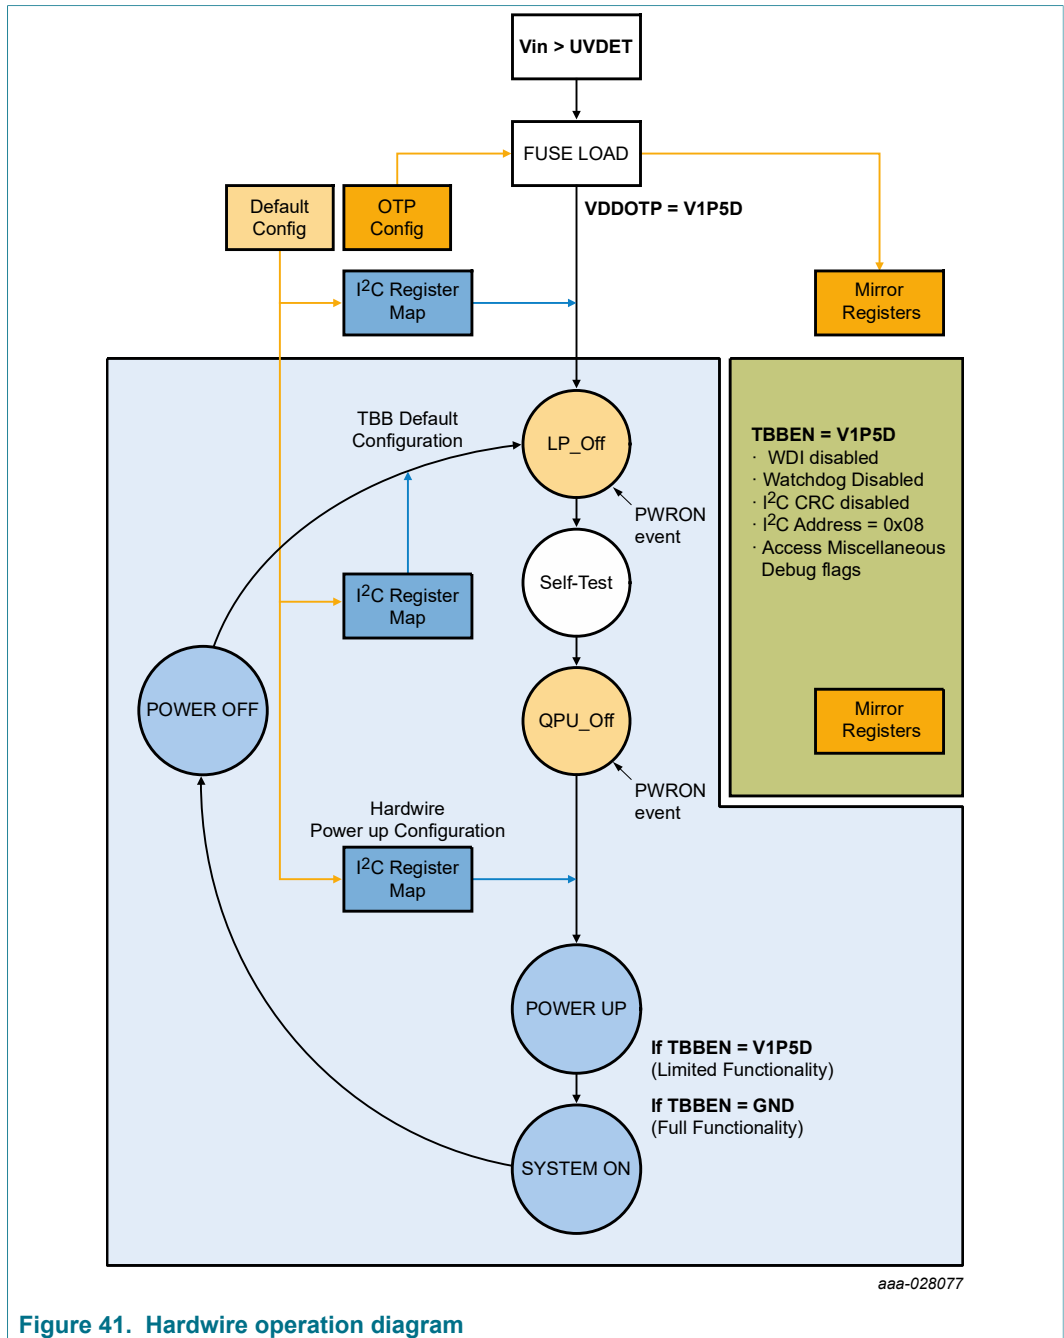 Vin > UVDET
FUSE LOAD
VDDOTP = V1P5D
Default
Config
OTP
Config
I2C Register
Map
Mirror
Registers
TBB Default
Configuration
LP_Off
PWRON
event
TBBEN = V1P5D
· WDI disabled
· Watchdog Disabled
· I2C CRC disabled
· I2C Address = 0x08
· Access Miscellaneous
Debug flags
Self-Test
I2C Register
Map
POWER OFF
QPU_Off
Mirror
Registers
PWRON
event
Hardwire
Power up Configuration
I2C Register
Map
POWER UP
If TBBEN = V1P5D
(Limited Functionality)
If TBBEN = GND
(Full Functionality)
SYSTEM ON
aaa-028077
Figure 41. Hardwire operation diagram